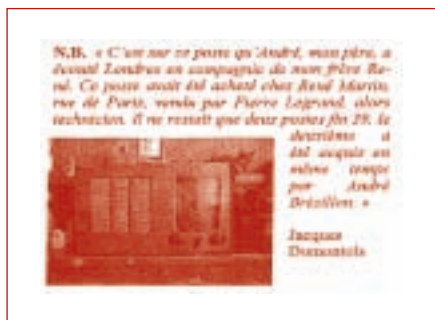 N.B. « C'est sur ce poste qu'André, mon père, a
écouté Londres en compagnie de mon frère Re-
né. Ce poste avait été acheté chez René Martin,
rue de Paris, vendu par Pierre Legrand, alors
technicien. Il ne restait que deux postes fin 39, le
deuxième a
été acquis en
même temps
par André
Brézillon »
Jacques